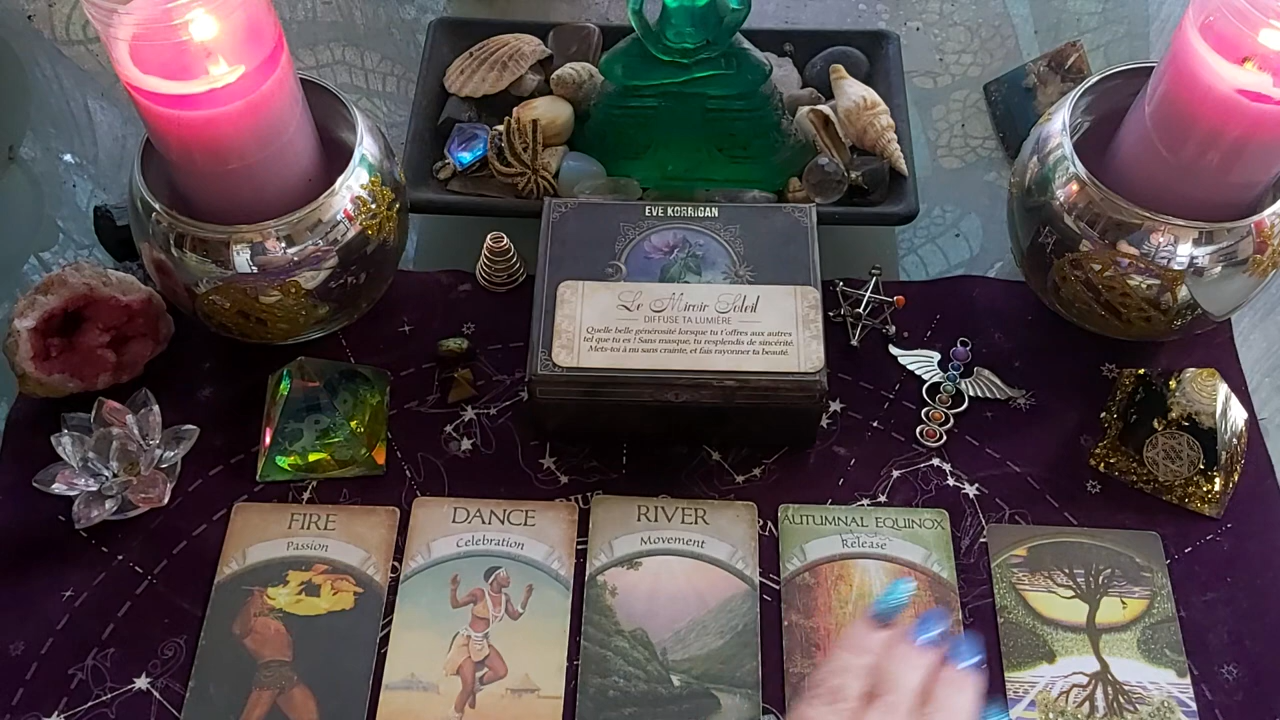 EVE KORRIGAN
Le Miroir Soleil
DIFFUSE TA LUMIÈRE
Quelle belle générosité lorsque tu t'offres aux autres
tel que tu es ! Sans masque, tu resplendis de sincérité.
Mets-toi à nu sans crainte, et fais rayonner ta beauté.
FIRE
Passion
DANCE
Celebration
RIVER
Movement
AUTUMNAL EQUINOX
Release